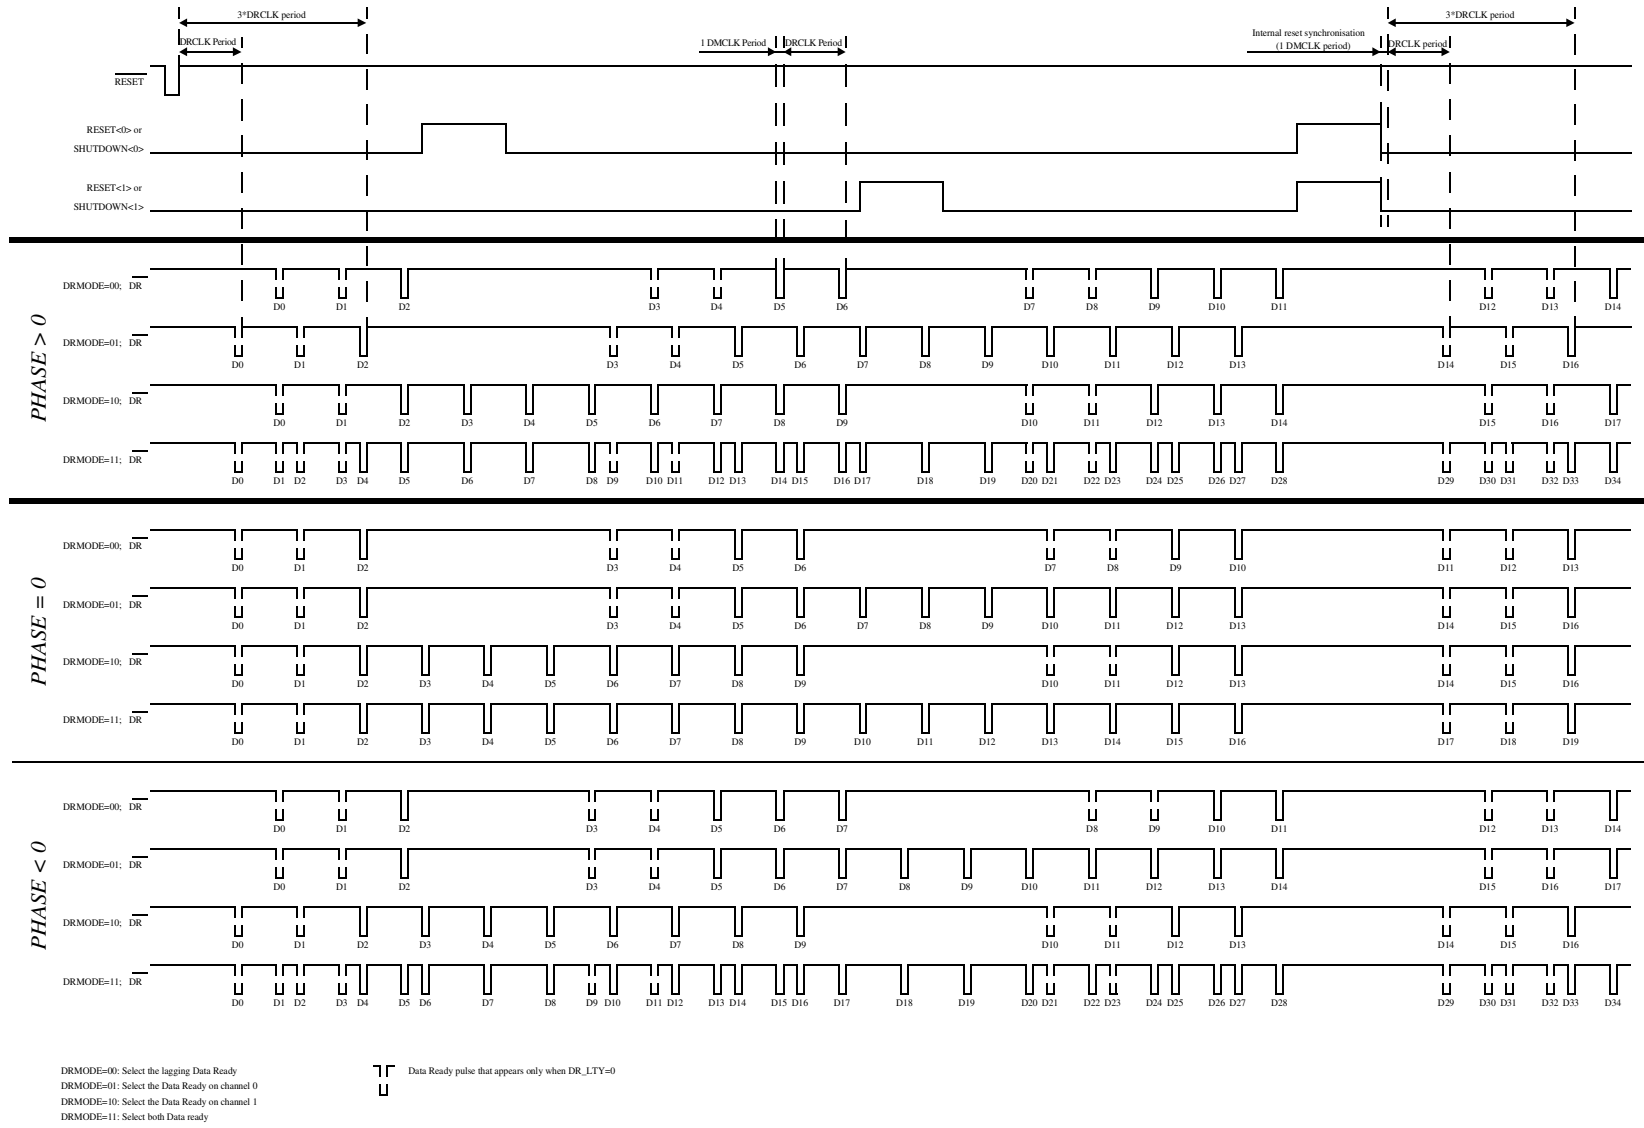 3*DRCLK period
3*DRCLK period
DRCLK Period
1 DMCLK Period
DRCLK Period
Internal reset synchronisation
(1 DMCLK period)
DRCLK period
RESET
RESET<0> or
SHUTDOWN<0>
RESET<1> or
SHUTDOWN<1>
PHASE > 0
DRMODE=00; DR
D0 D1 D2 D3 D4 D5 D6 D7 D8 D9 D10 D11 D12 D13 D14
DRMODE=01; DR
D0 D1 D2 D3 D4 D5 D6 D7 D8 D9 D10 D11 D12 D13 D14 D15 D16
DRMODE=10; DR
D0 D1 D2 D3 D4 D5 D6 D7 D8 D9 D10 D11 D12 D13 D14 D15 D16 D17
DRMODE=11; DR
D0 D1 D2 D3 D4 D5 D6 D7 D8 D9 D10 D11 D12 D13 D14 D15 D16 D17 D18 D19 D20 D21 D22 D23 D24 D25 D26 D27 D28 D29 D30 D31 D32 D33 D34
PHASE = 0
DRMODE=00; DR
D0 D1 D2 D3 D4 D5 D6 D7 D8 D9 D10 D11 D12 D13
DRMODE=01; DR
D0 D1 D2 D3 D4 D5 D6 D7 D8 D9 D10 D11 D12 D13 D14 D15 D16
DRMODE=10; DR
D0 D1 D2 D3 D4 D5 D6 D7 D8 D9 D10 D11 D12 D13 D14 D15 D16
DRMODE=11; DR
D0 D1 D2 D3 D4 D5 D6 D7 D8 D9 D10 D11 D12 D13 D14 D15 D16 D17 D18 D19
PHASE < 0
DRMODE=00; DR
D0 D1 D2 D3 D4 D5 D6 D7 D8 D9 D10 D11 D12 D13 D14
DRMODE=01; DR
D0 D1 D2 D3 D4 D5 D6 D7 D8 D9 D10 D11 D12 D13 D14 D15 D16 D17
DRMODE=10; DR
D0 D1 D2 D3 D4 D5 D6 D7 D8 D9 D10 D11 D12 D13 D14 D15 D16
DRMODE=11; DR
D0 D1 D2 D3 D4 D5 D6 D7 D8 D9 D10 D11 D12 D13 D14 D15 D16 D17 D18 D19 D20 D21 D22 D23 D24 D25 D26 D27 D28 D29 D30 D31 D32 D33 D34
DRMODE=00: Select the lagging Data Ready
DRMODE=01: Select the Data Ready on channel 0
DRMODE=10: Select the Data Ready on channel 1
DRMODE=11: Select both Data ready
Data Ready pulse that appears only when DR_LTY=0